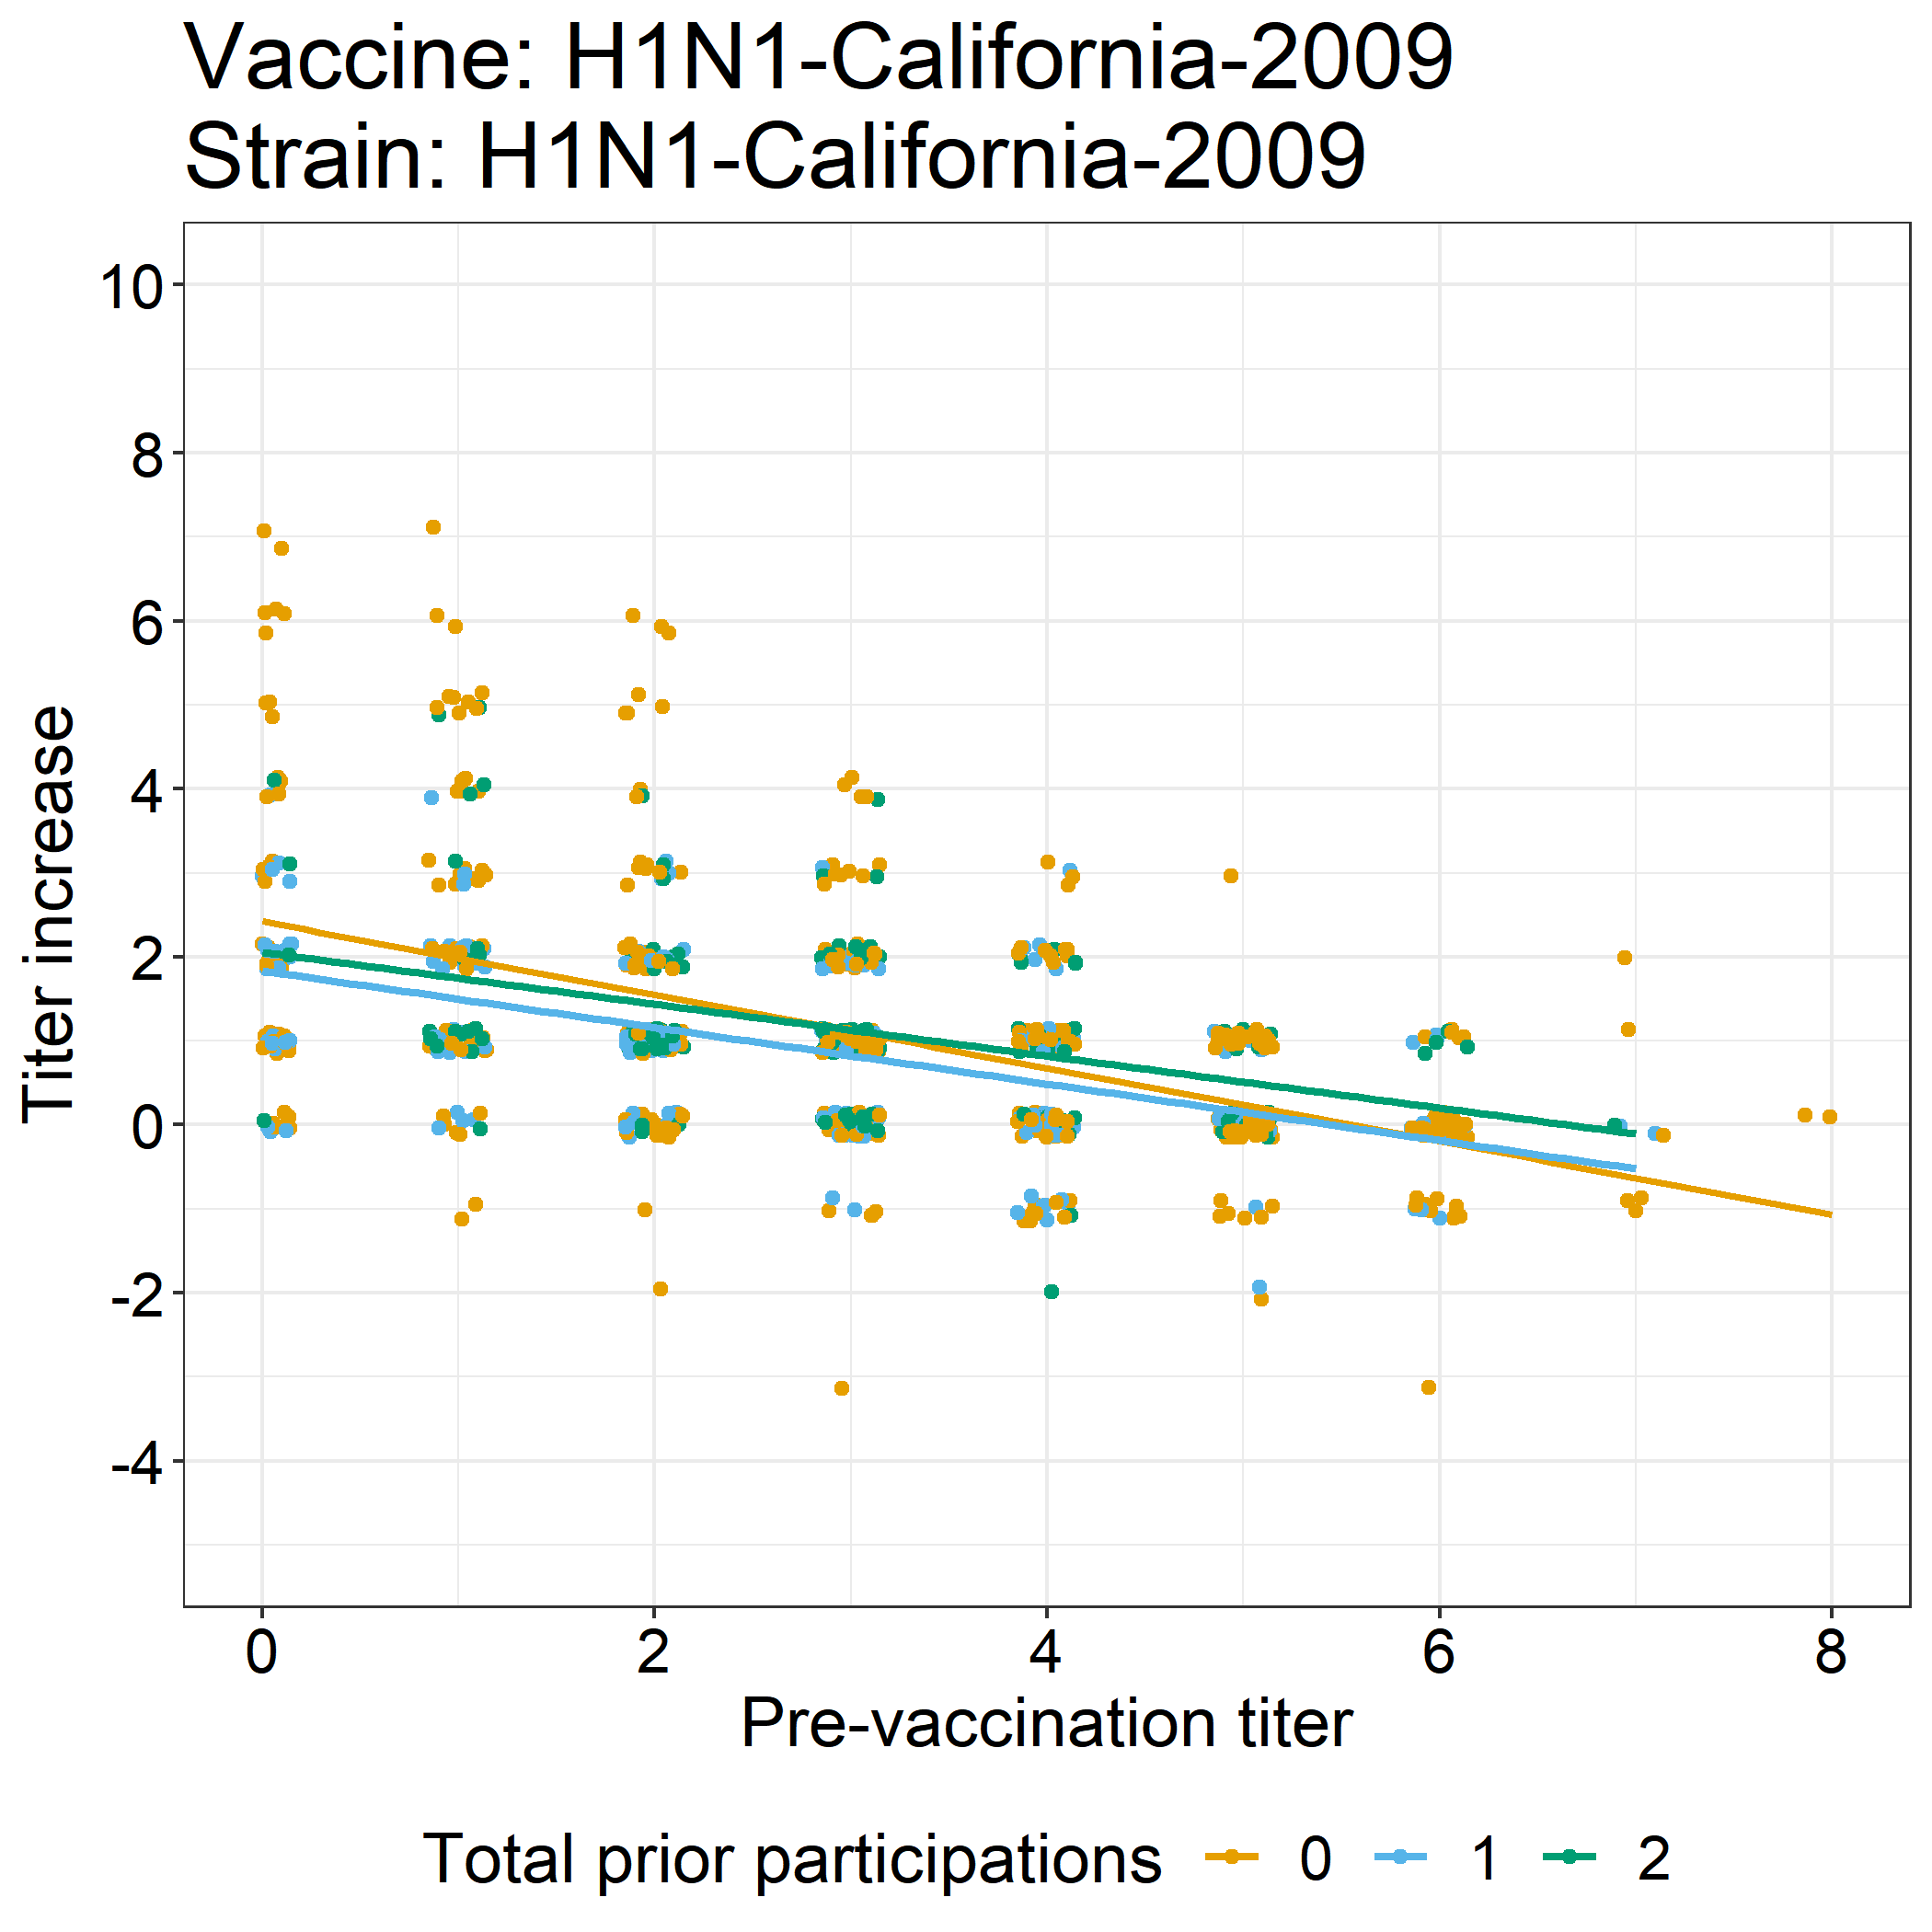 Vaccine: H1N1-California-2009
Strain: H1N1-California-2009
10
8
6
4
2
0
-2
-4
Titer increase
0 2 4 6 8
Pre-vaccination titer
Total prior participations 0 1 2